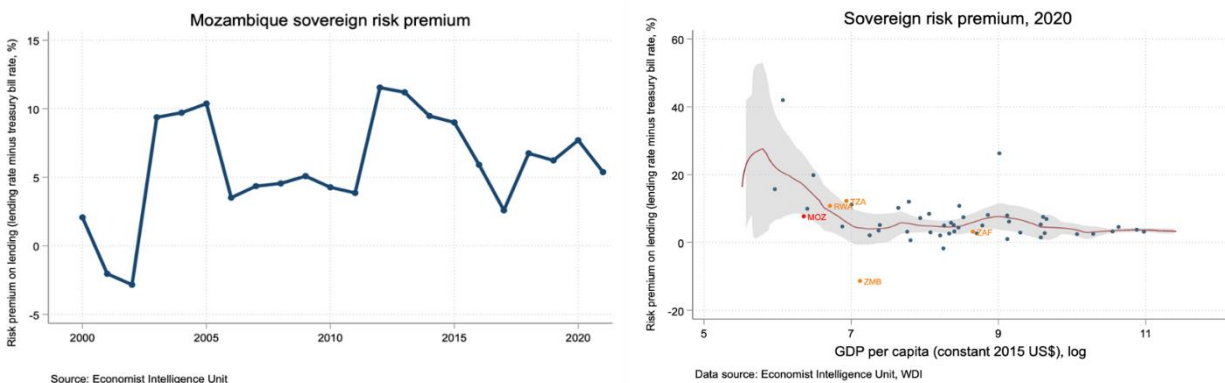 Mozambique sovereign risk premium
Risk premium on lending (lending rate minus treasury bill rate, %)
15
10
5
0
-5
2000
2005
2010
2015
2020
Source: Economist Intelligence Unit
Sovereign risk premium, 2020
Risk premium on lending (lending rate minus treasury bill rate, %)
60
40
20
0
-20
RWA
TZA
MOZ
ZAF
ZMB
5
7
9
11
GDP per capita (constant 2015 US$), log
Data source: Economist Intelligence Unit, WDI